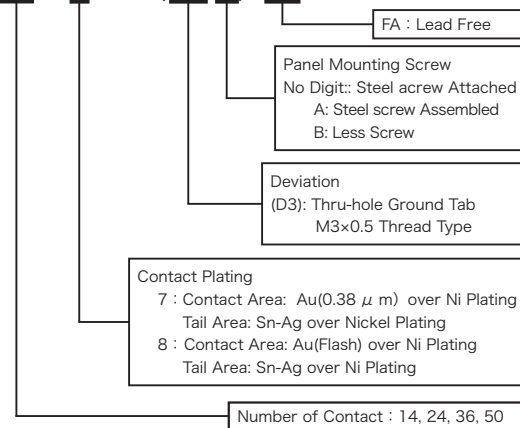 FA : Lead Free
Panel Mounting Screw
No Digit:: Steel acrew Attached
A: Steel screw Assembled
B: Less Screw
Deviation
(D3): Thru-hole Ground Tab
M3×0.5 Thread Type
Contact Plating
7 : Contact Area: Au(0.38 μ m) over Ni Plating
Tail Area: Sn-Ag over Nickel Plating
8 : Contact Area: Au(Flash) over Ni Plating
Tail Area: Sn-Ag over Ni Plating
Number of Contact : 14, 24, 36, 50